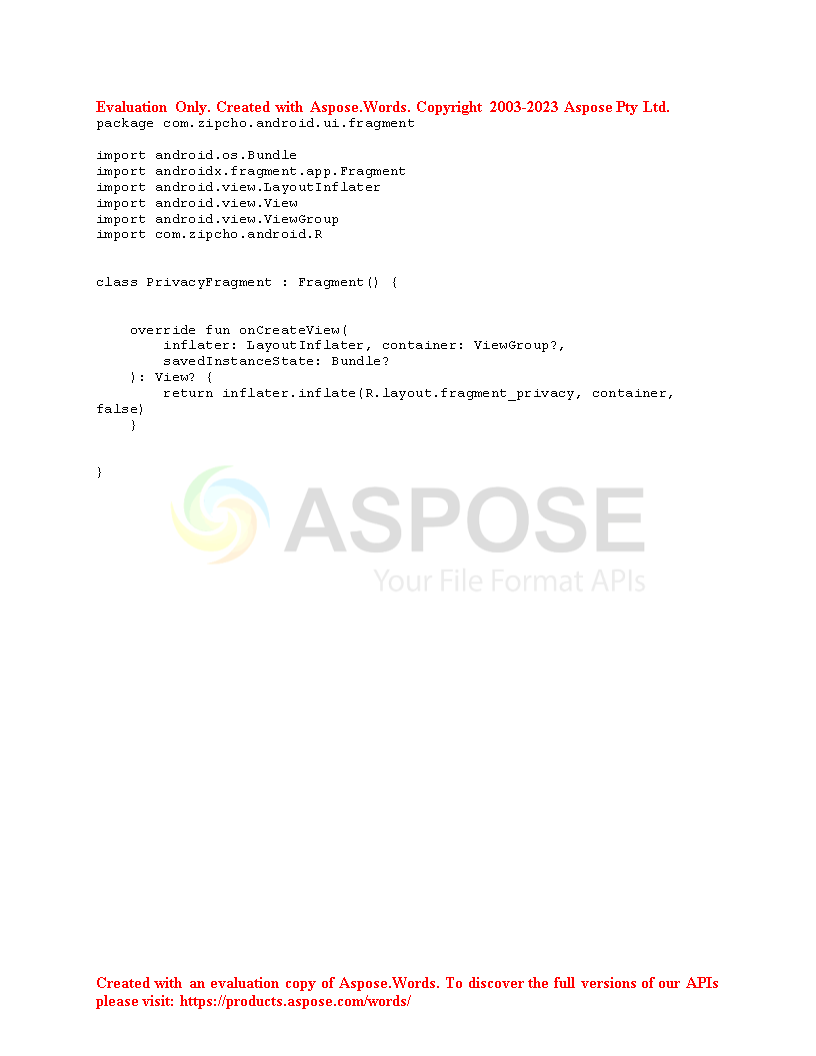 Evaluation Only. Created with Aspose.Words. Copyright 2003-2023 Aspose Pty Ltd.
package com.zipcho.android.ui.fragment

import android.os.Bundle
import androidx.fragment.app.Fragment
import android.view.LayoutInflater
import android.view.View
import android.view.ViewGroup
import com.zipcho.android.R


class PrivacyFragment : Fragment() {


    override fun onCreateView(
        inflater: LayoutInflater, container: ViewGroup?,
        savedInstanceState: Bundle?
    ): View? {
        return inflater.inflate(R.layout.fragment_privacy, container,
false)
    }


}
ASPOSE
Your File Format APIs
Created with an evaluation copy of Aspose.Words. To discover the full versions of our APIs
please visit: https://products.aspose.com/words/